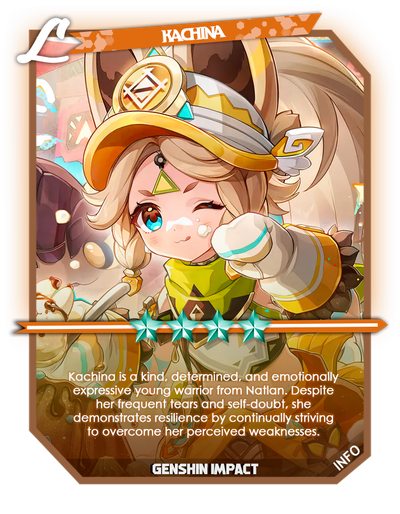 L
KACHINA
Kachina is a kind, determined, and emotionally
expressive young warrior from Natlan. Despite
her frequent tears and self-doubt, she
demonstrates resilience by continually striving
to overcome her perceived weaknesses.
GENSHIN IMPACT
INFO